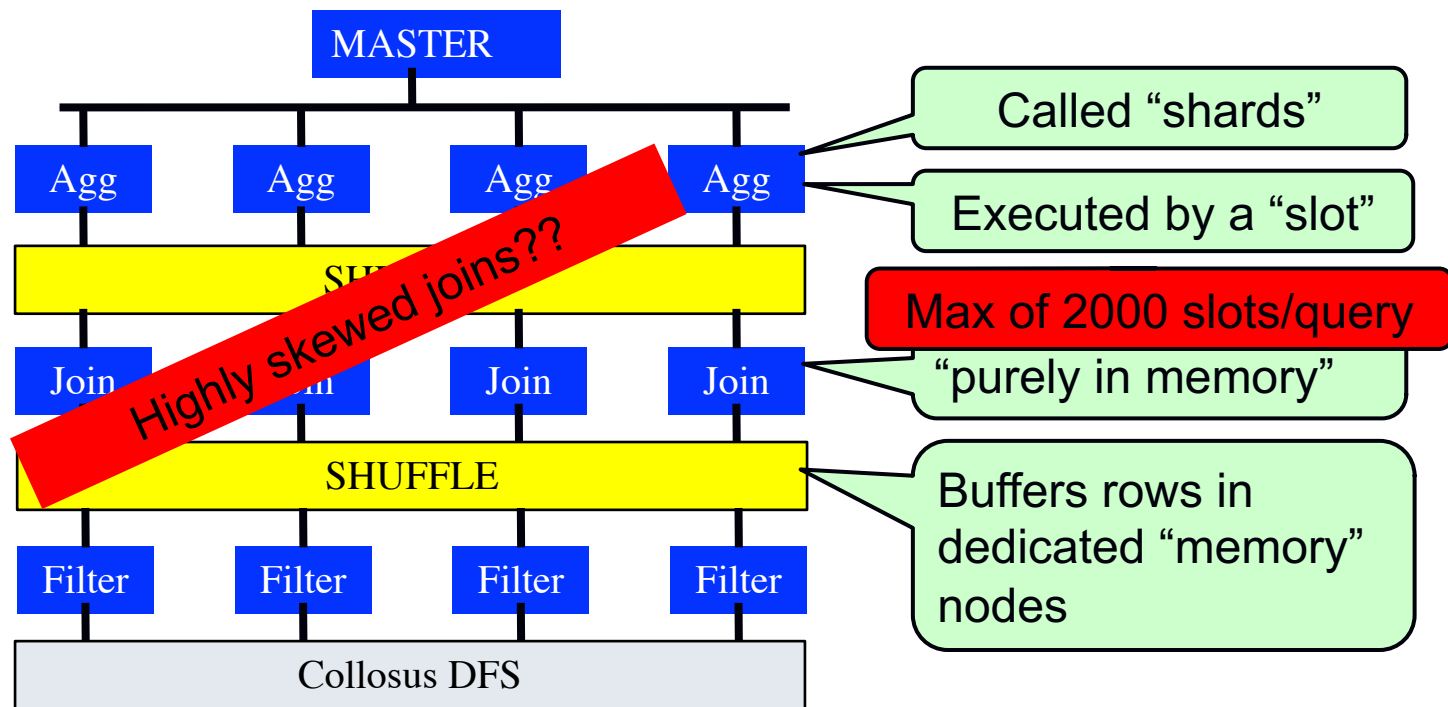 MASTER
Called “shards”
Agg
Agg
Agg
Agg
Executed by a “slot”
Highly skewed joins??
Max of 2000 slots/query
Join
Join
Join
“purely in memory”
SHUFFLE
Buffers rows in
dedicated “memory”
nodes
Filter
Filter
Filter
Filter
Collosus DFS